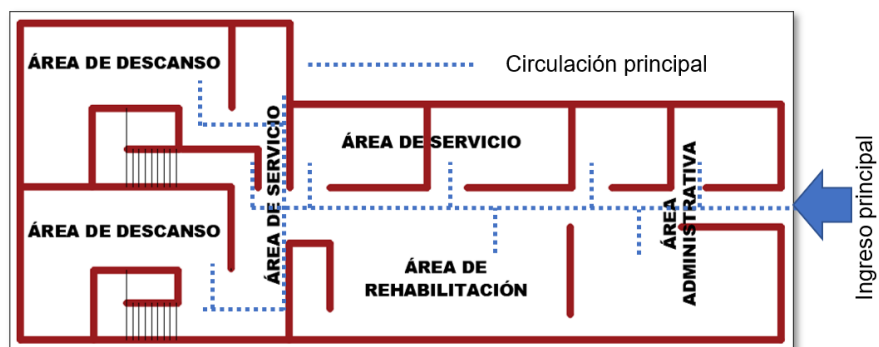 ÁREA DE DESCANSO
Circulación principal
ÁREA DE SERVICIO
ÁREA DE SERVICIO
ÁREA
ADMINISTRATIVA
Ingreso principal
ÁREA DE DESCANSO
ÁREA DE
REHABILITACIÓN